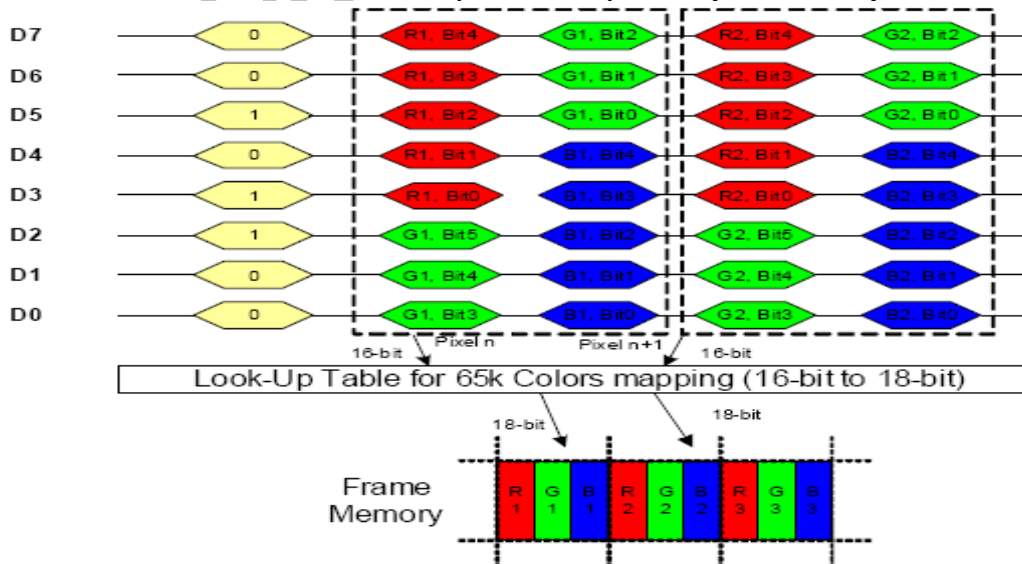 D7 0 R1, Bit4 G1, Bit2 R2, Bit4 G2, Bit2
D6 0 R1, Bit3 G1, Bit1 R2, Bit3 G2, Bit1
D5 1 R1, Bit2 G1, Bit0 R2, Bit2 G2, Bit0
D4 0 R1, Bit1 B1, Bit4 R2, Bit1 B2, Bit4
D3 1 R1, Bit0 B1, Bit3 R2, Bit0 B2, Bit3
D2 1 G1, Bit5 B1, Bit2 G2, Bit5 B2, Bit2
D1 0 G1, Bit4 B1, Bit1 G2, Bit4 B2, Bit1
D0 0 G1, Bit3 B1, Bit0 G2, Bit3 B2, Bit0
16-bit Pixel n Pixel n+1 16-bit
Look-Up Table for 65k Colors mapping (16-bit to 18-bit)
18-bit 18-bit
Frame
Memory
R G B R G B R G B
1 1 1 2 2 2 3 3 3